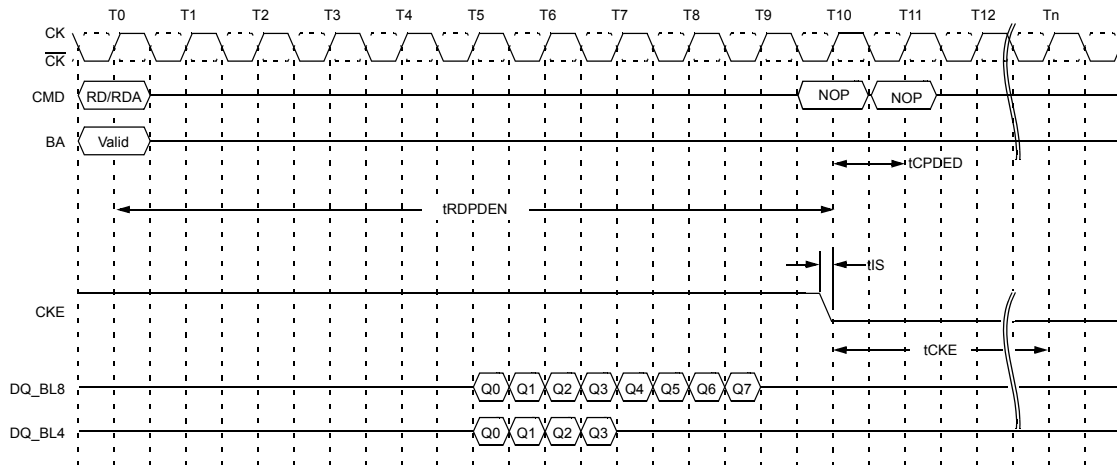 T0 T1 T2 T3 T4 T5 T6 T7 T8 T9 T10 T11 T12 Tn
CK
CK
CMD RD/RDA NOP NOP
BA Valid
tCPDED
tRDPDEN
tIS
CKE
tCKE
DQ_BL8 Q0 Q1 Q2 Q3 Q4 Q5 Q6 Q7
DQ_BL4 Q0 Q1 Q2 Q3